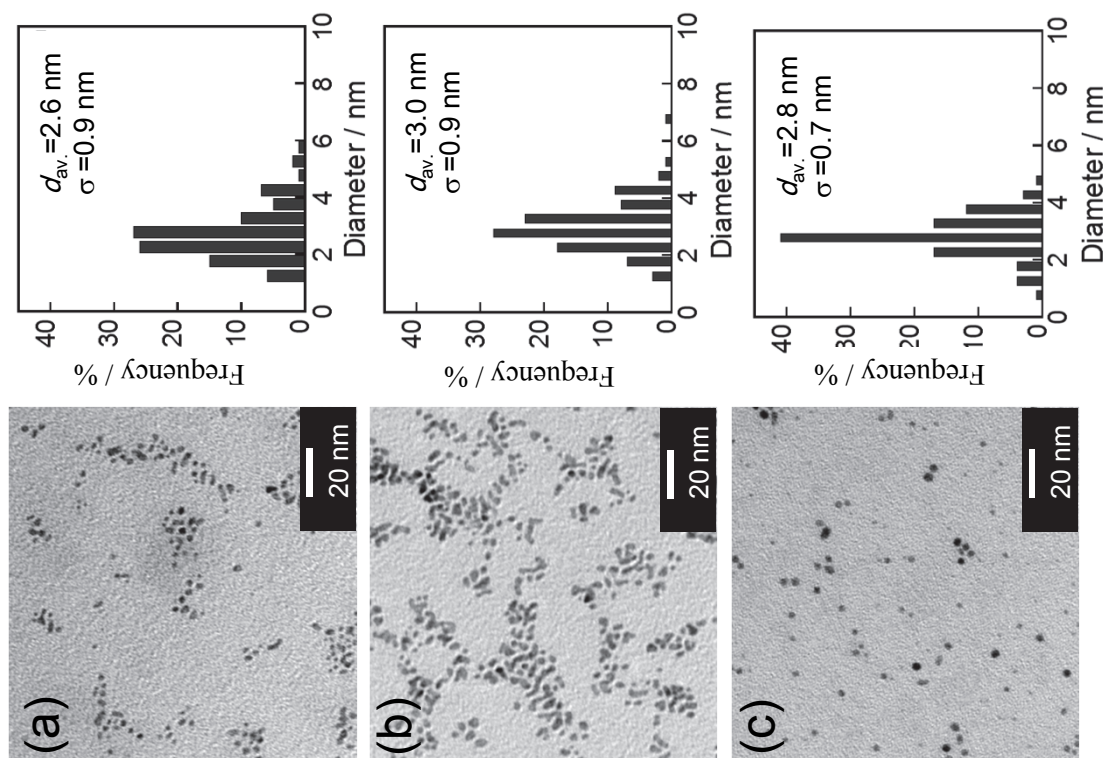 (a)
20 nm
Frequency / %
40
30
20
10
0
d av.=2.6 nm
σ =0.9 nm
0 2 4 6 8 10
Diameter / nm
(b)
20 nm
Frequency / %
40
30
20
10
0
d av.=3.0 nm
σ =0.9 nm
0 2 4 6 8 10
Diameter / nm
(c)
20 nm
Frequency / %
40
30
20
10
0
d av.=2.8 nm
σ =0.7 nm
0 2 4 6 8 10
Diameter / nm